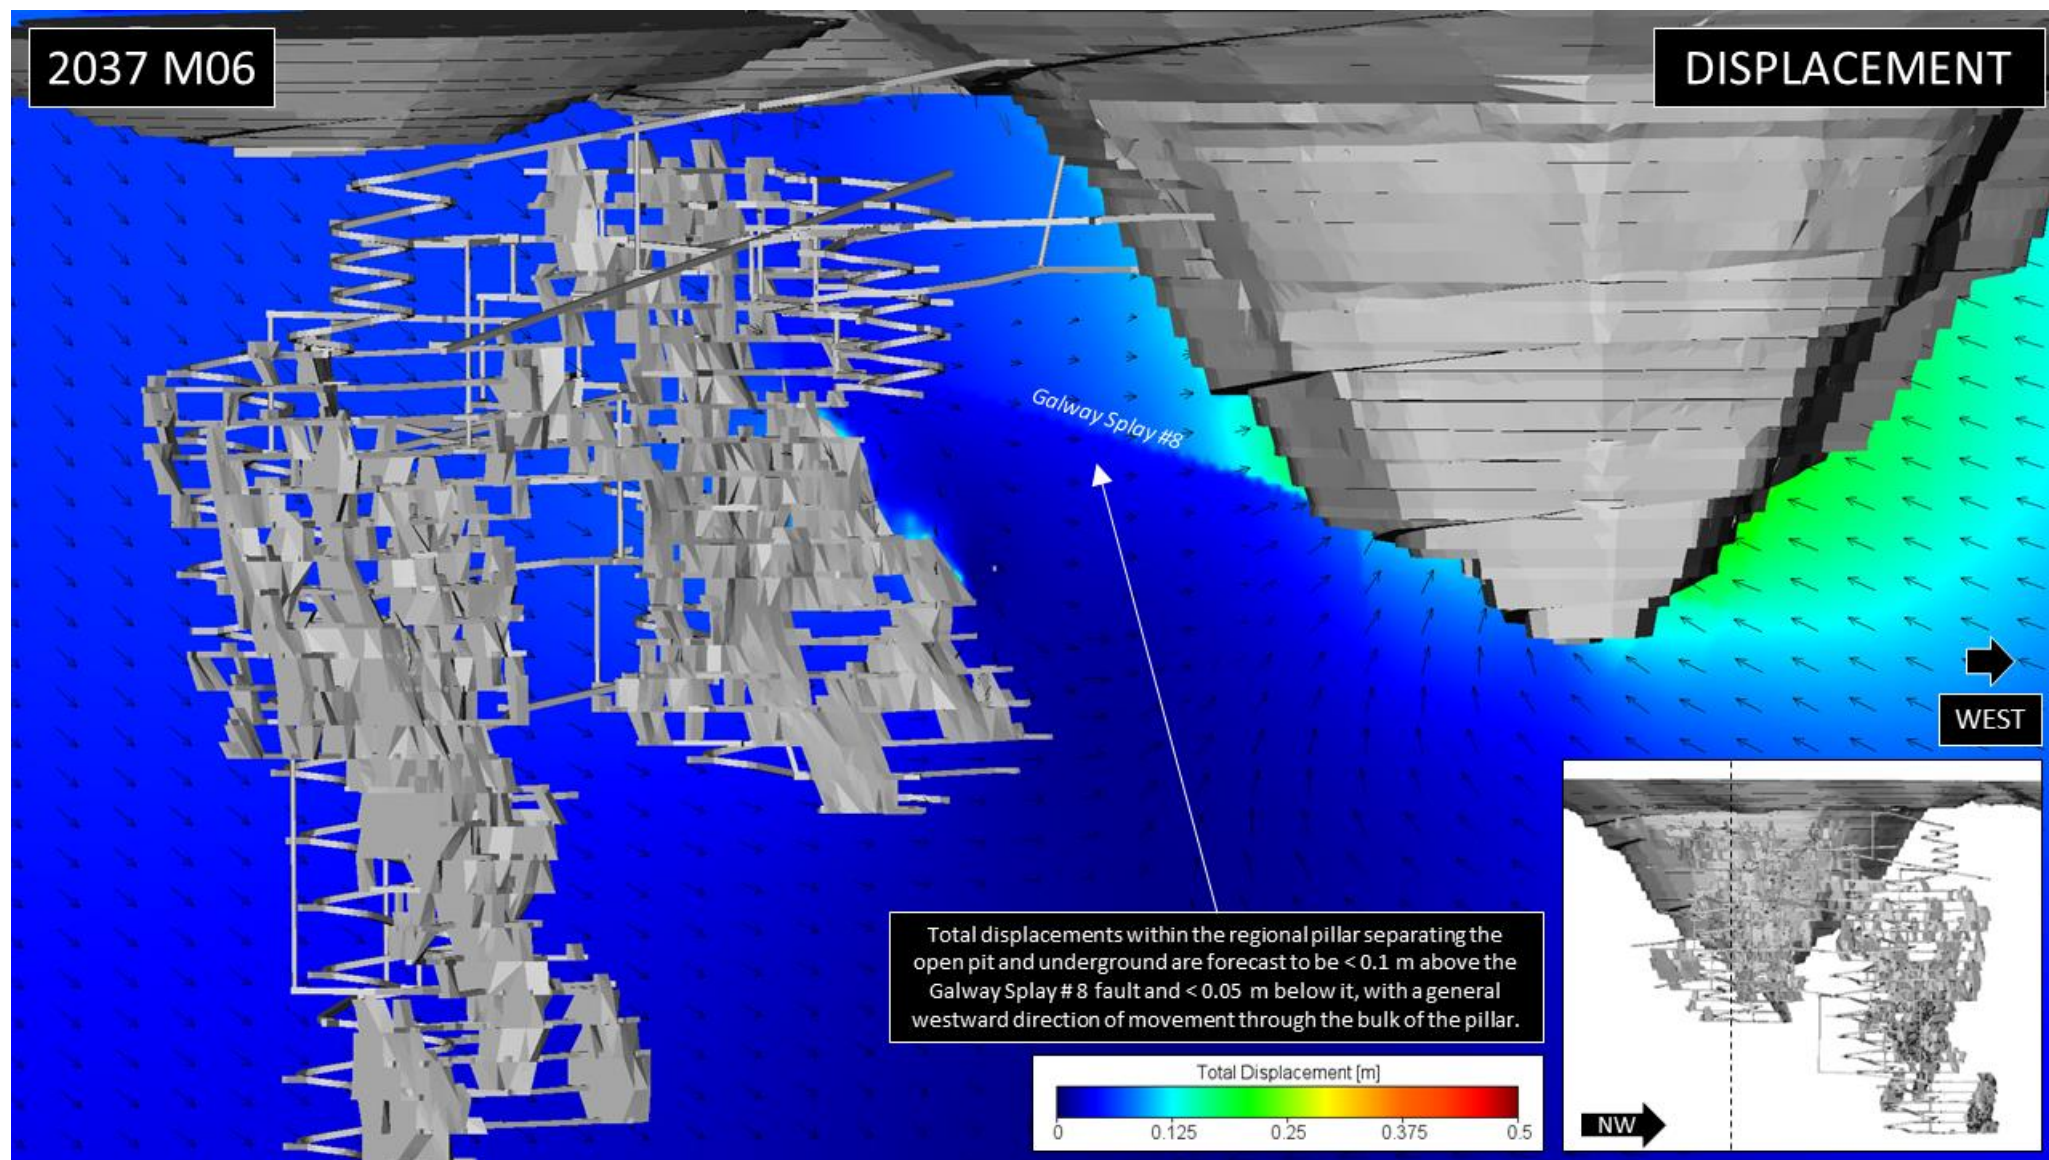 2037 M06
DISPLACEMENT
Galway Splay #8
WEST
Total displacements within the regional pillar separating the
open pit and underground are forecast to be < 0.1 m above the
Galway Splay # 8 fault and < 0.05 m below it, with a general
westward direction of movement through the bulk of the pillar.
Total Displacement [m]
0 0.125 0.25 0.375 0.5
NW